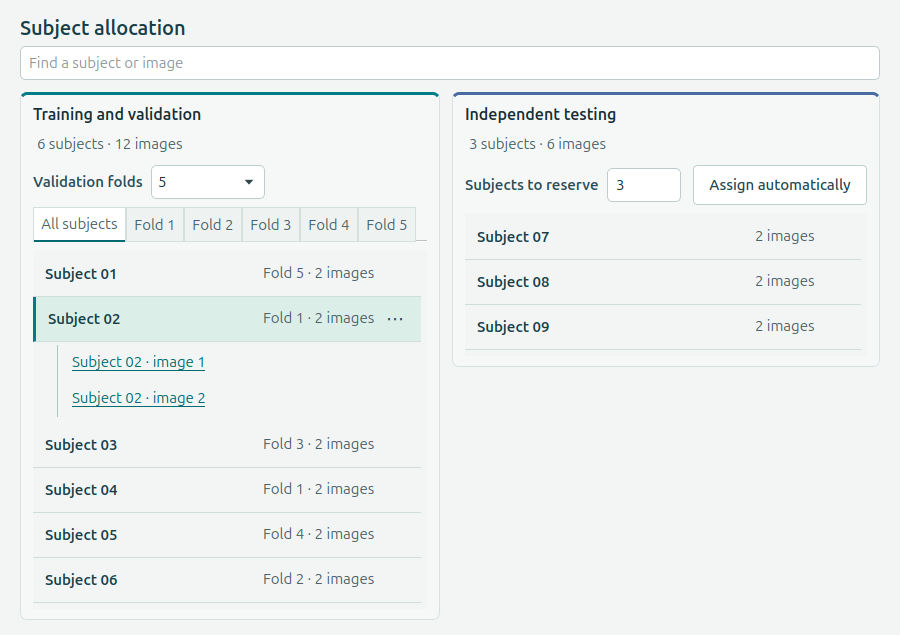 Subject allocation
Find a subject or image
Training and validation
6 subjects · 12 images
Validation folds 5
All subjects Fold 1 Fold 2 Fold 3 Fold 4 Fold 5
Subject 01 Fold 5 · 2 images
Subject 02 Fold 1 · 2 images ···
Subject 02 · image 1
Subject 02 · image 2
Subject 03 Fold 3 · 2 images
Subject 04 Fold 1 · 2 images
Subject 05 Fold 4 · 2 images
Subject 06 Fold 2 · 2 images
Independent testing
3 subjects · 6 images
Subjects to reserve 3 Assign automatically
Subject 07 2 images
Subject 08 2 images
Subject 09 2 images